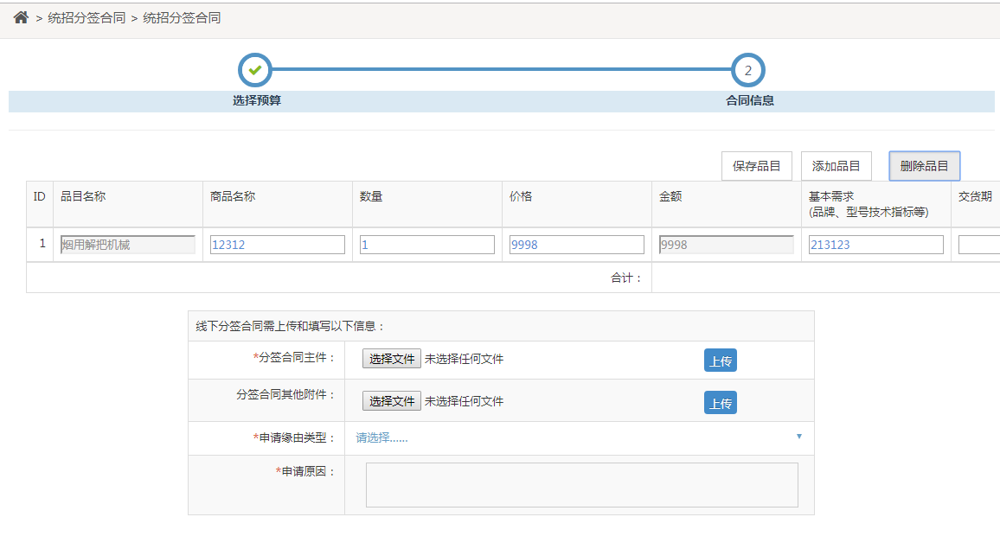 > 统招分签合同 > 统招分签合同
2
选择预算 合同信息
保存品目 添加品目 删除品目
ID 品目名称 商品名称 数量 价格 金额 基本需求 交货期
(品牌、型号技术指标等)
1 烟用解把机械 12312 1 9998 9998 213123
合计：
线下分签合同需上传和填写以下信息：
*分签合同主件： 选择文件 未选择任何文件 上传
分签合同其他附件： 选择文件 未选择任何文件 上传
*申请缘由类型： 请选择......
*申请原因：